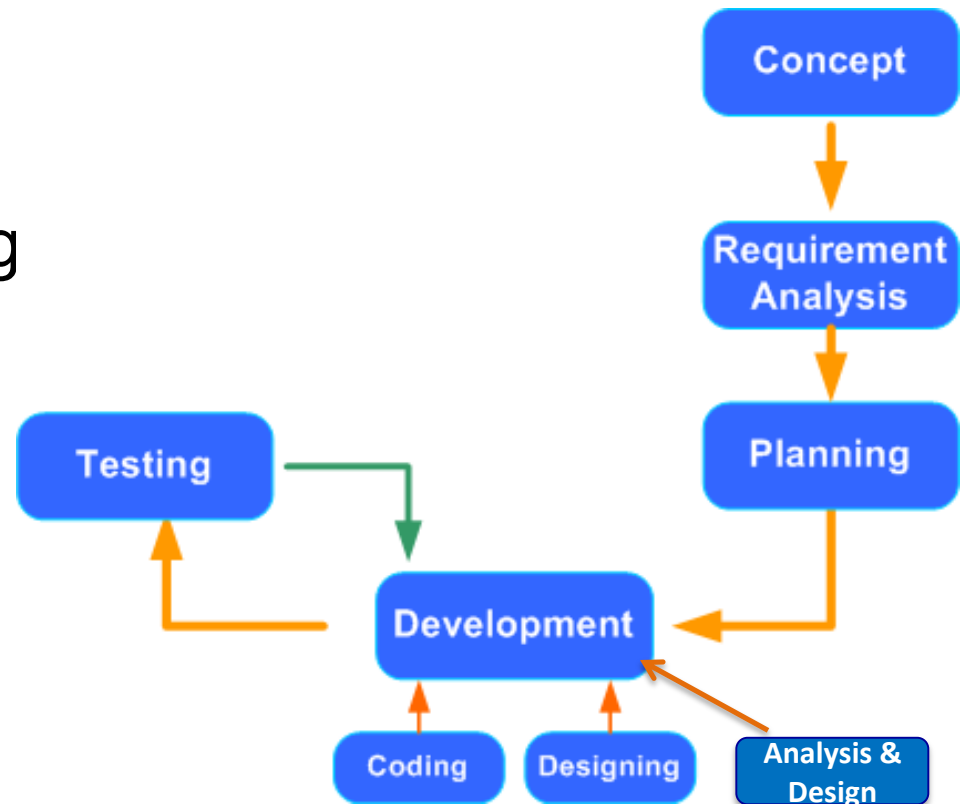 Concept
g
Requirement
Analysis
Testing
Planning
Development
Coding
Designing
Analysis &
Design